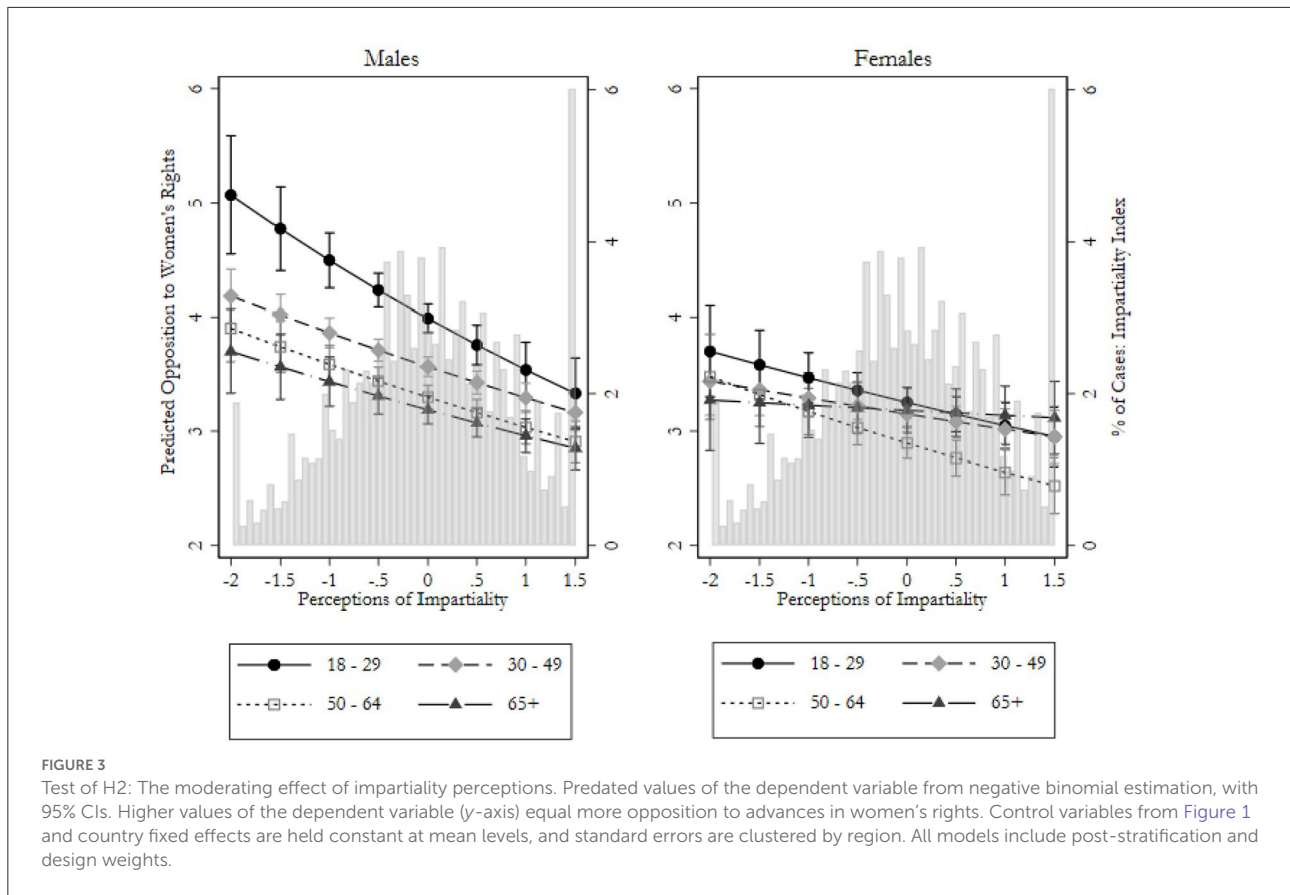 Males
Females
Predicted Opposition to Women's Rights
6
5
4
3
2
6
4
2
0
-2 -1.5 -1 -.5 0 .5 1 1.5
Perceptions of Impartiality
6
5
4
3
2
6
4
2
0
% of Cases: Impartiality Index
-2 -1.5 -1 -.5 0 .5 1 1.5
Perceptions of Impartiality
18 - 29 30 - 49
50 - 64 65+
18 - 29 30 - 49
50 - 64 65+
FIGURE 3
Test of H2: The moderating effect of impartiality perceptions. Predated values of the dependent variable from negative binomial estimation, with
95% CIs. Higher values of the dependent variable (y-axis) equal more opposition to advances in women's rights. Control variables from Figure 1
and country fixed effects are held constant at mean levels, and standard errors are clustered by region. All models include post-stratification and
design weights.